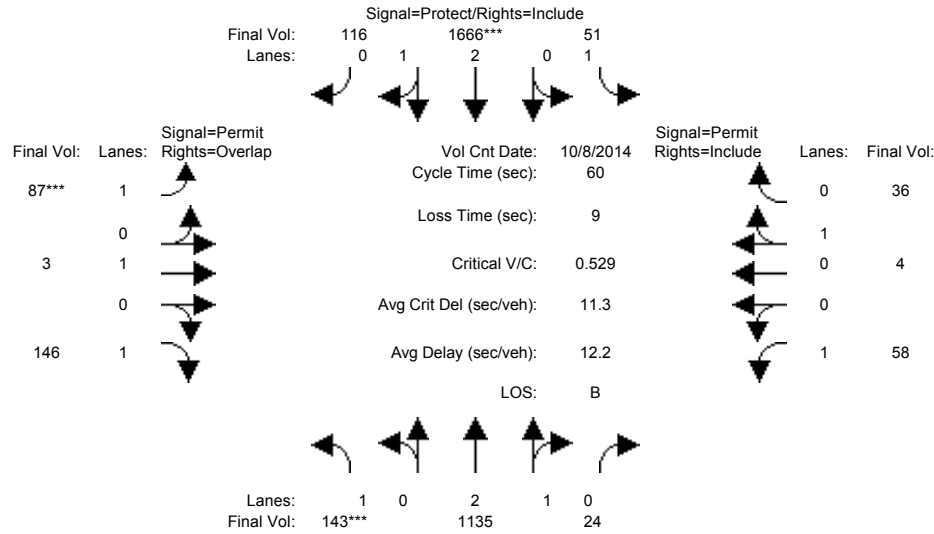 Signal=Protect/Rights=Include
Final Vol: 116 1666*** 51
Lanes: 0 1 2 0 1
Signal=Permit Signal=Permit
Final Vol: Lanes: Rights=Overlap Vol Cnt Date: 10/8/2014 Rights=Include Lanes: Final Vol:
Cycle Time (sec): 60
87*** 1 0 36
Loss Time (sec): 9
0 1
3 1 Critical V/C: 0.529 0 4
0 Avg Crit Del (sec/veh): 11.3 0
146 1 Avg Delay (sec/veh): 12.2 1 58
LOS: B
Lanes: 1 0 2 1 0
Final Vol: 143*** 1135 24